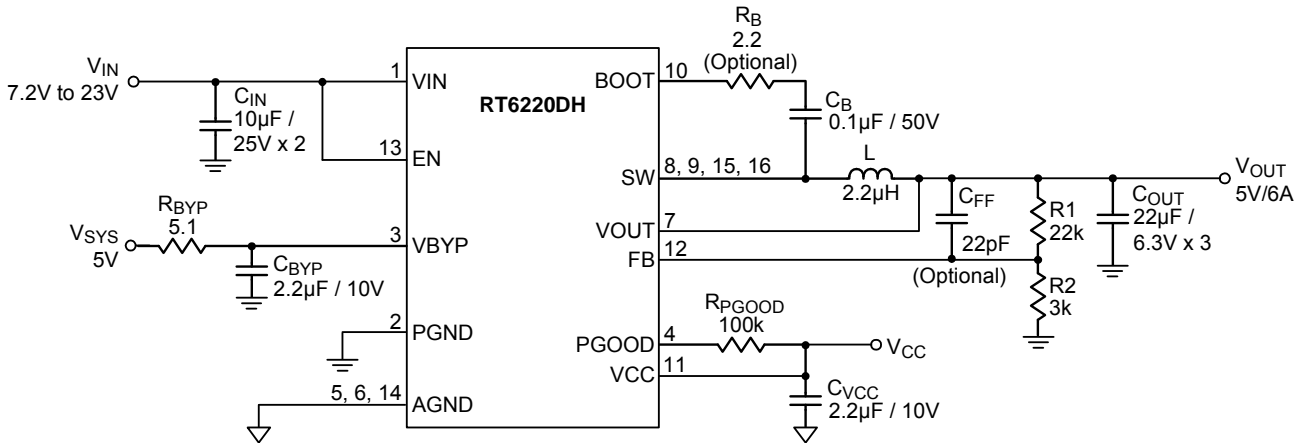 RB
2.2
(Optional)
VIN
7.2V to 23V
1
VIN
BOOT
10
CIN
10µF /
25V x 2
RT6220DH
CB
0.1µF / 50V
13
EN
SW
8, 9, 15, 16
L
2.2µH
VOUT
5V/6A
RBYP
5.1
VSYS
5V
3
VBYP
VOUT
7
CFF
22pF
(Optional)
R1
22k
COUT
22µF /
6.3V x 3
FB
12
CBYP
2.2µF / 10V
R2
3k
2
PGND
RPGOOD
100k
PGOOD
4
VCC
VCC
11
5, 6, 14
AGND
CVCC
2.2µF / 10V